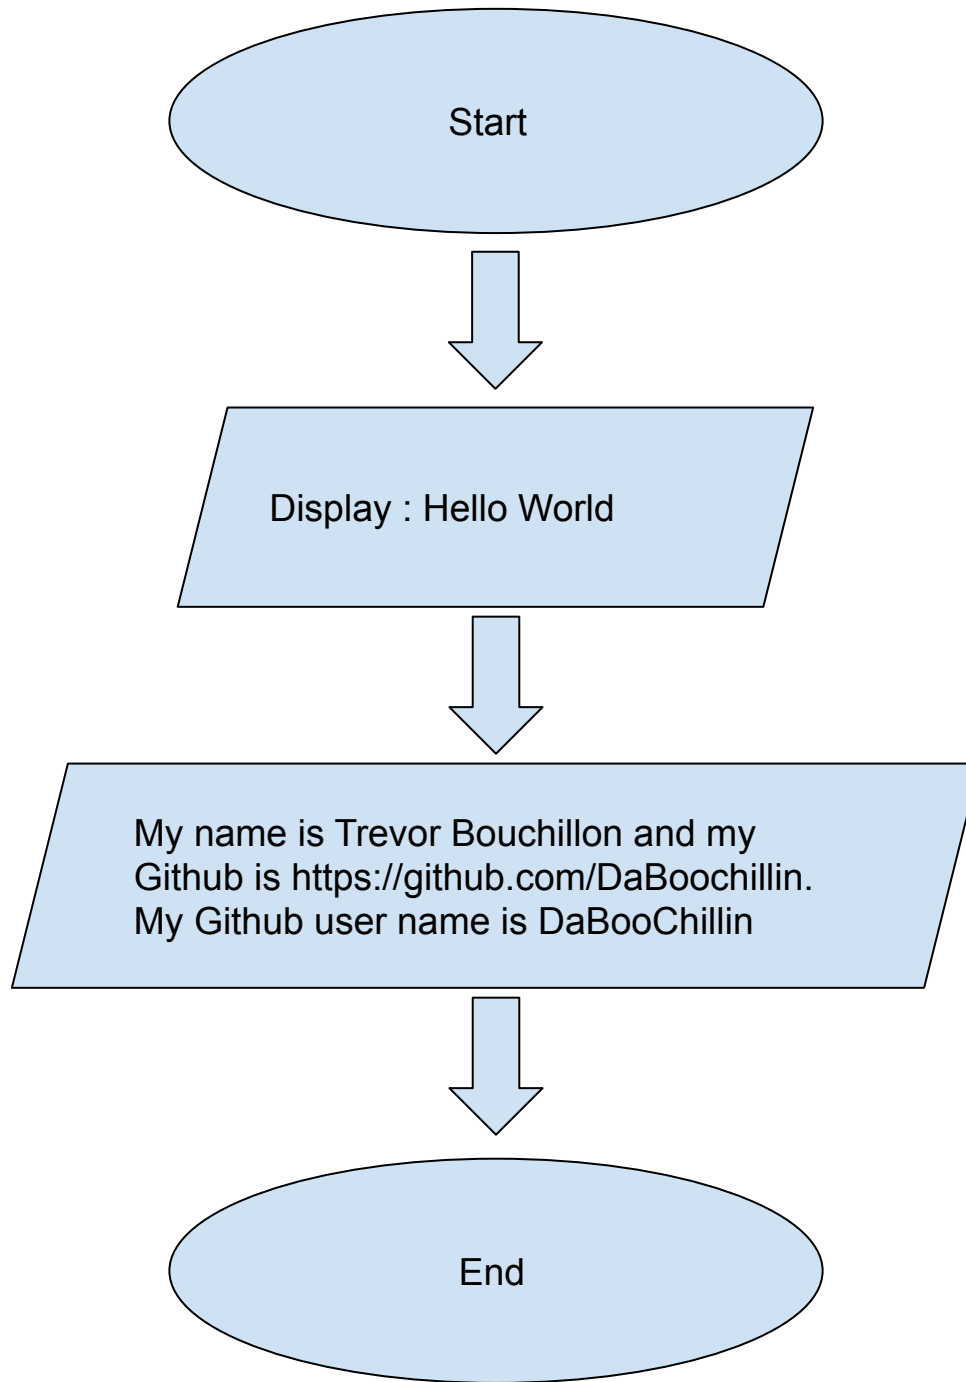 Start
Display : Hello World
My name is Trevor Bouchillon and my
Github is https://github.com/DaBoochillin.
My Github user name is DaBooChillin
End